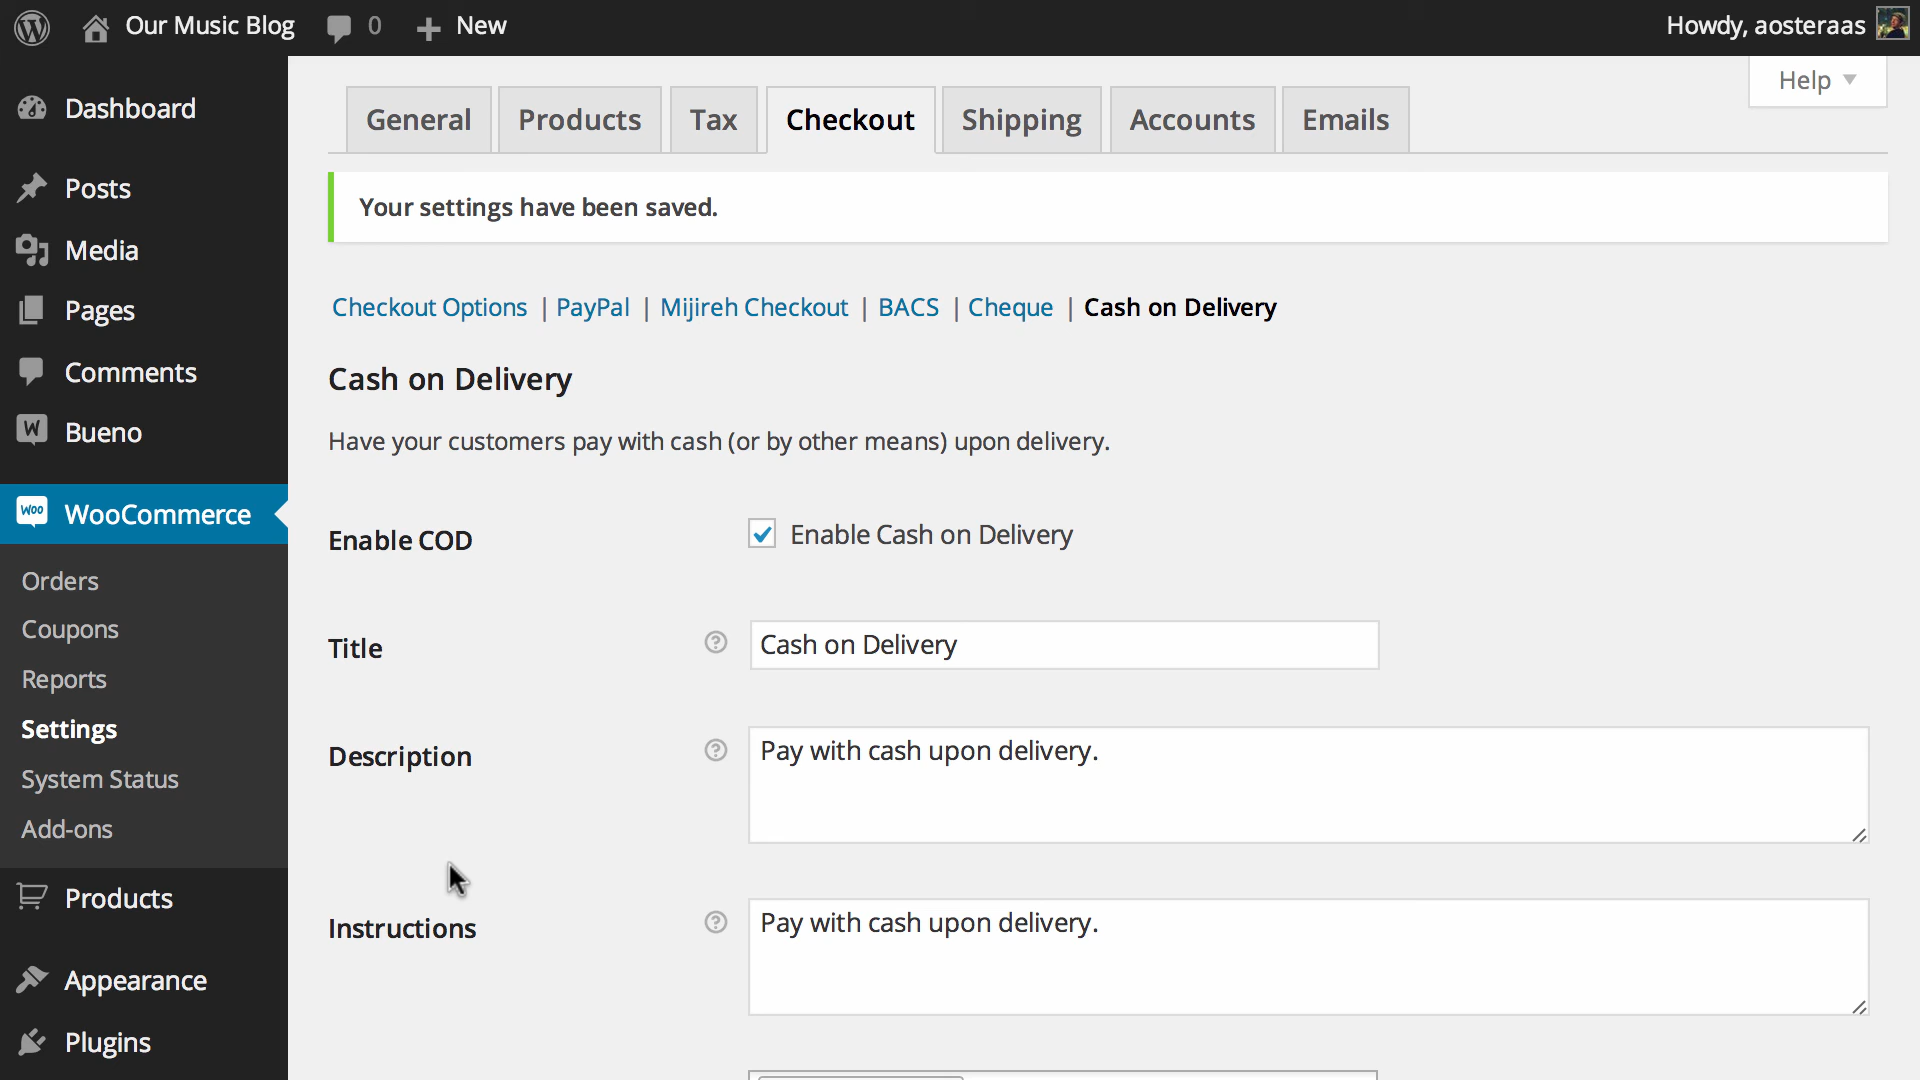 Our Music Blog 0 New Howdy, aosteraas
Help
Dashboard
Posts
Media
Pages
Comments
Bueno
W
WooCommerce
WOO
Orders
Coupons
Reports
Settings
System Status
Add-ons
Products
Appearance
Plugins
General Products Tax Checkout Shipping Accounts Emails
Your settings have been saved.
Checkout Options | PayPal | Mijireh Checkout | BACS | Cheque | Cash on Delivery
Cash on Delivery
Have your customers pay with cash (or by other means) upon delivery.
Enable COD Enable Cash on Delivery
Title ? Cash on Delivery
Description ? Pay with cash upon delivery.
Instructions ? Pay with cash upon delivery.